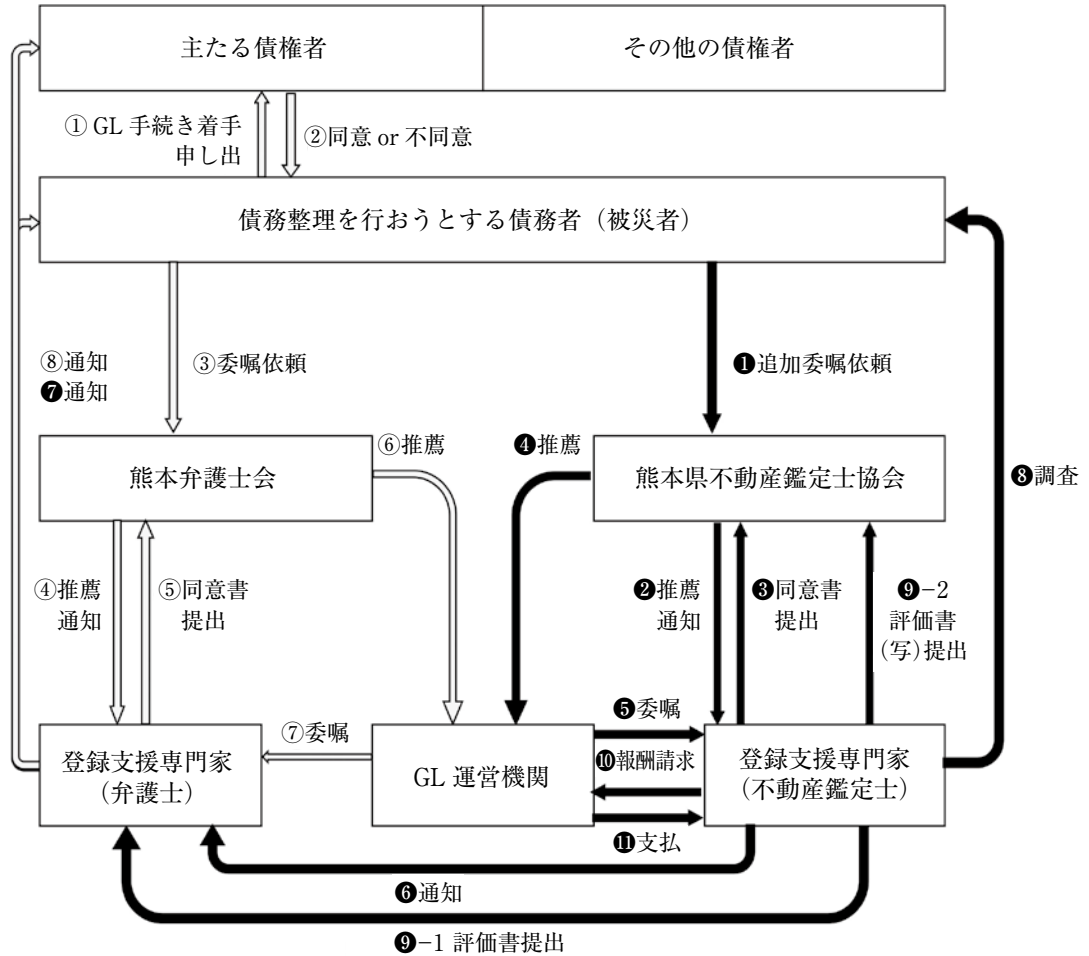 主たる債権者
その他の債権者
① GL 手続き着手
申し出
②同意 or 不同意
債務整理を行おうとする債務者（被災者）
⑧通知
❼通知
③委嘱依頼
❶追加委嘱依頼
熊本弁護士会
⑥推薦
❹推薦
熊本県不動産鑑定士協会
❽調査
④推薦
通知
⑤同意書
提出
❷推薦
通知
❸同意書
提出
❾−2
評価書
(写)提出
登録支援専門家
（弁護士）
⑦委嘱
GL 運営機関
❺委嘱
❿報酬請求
⓫支払
登録支援専門家
（不動産鑑定士）
❻通知
❾−1 評価書提出